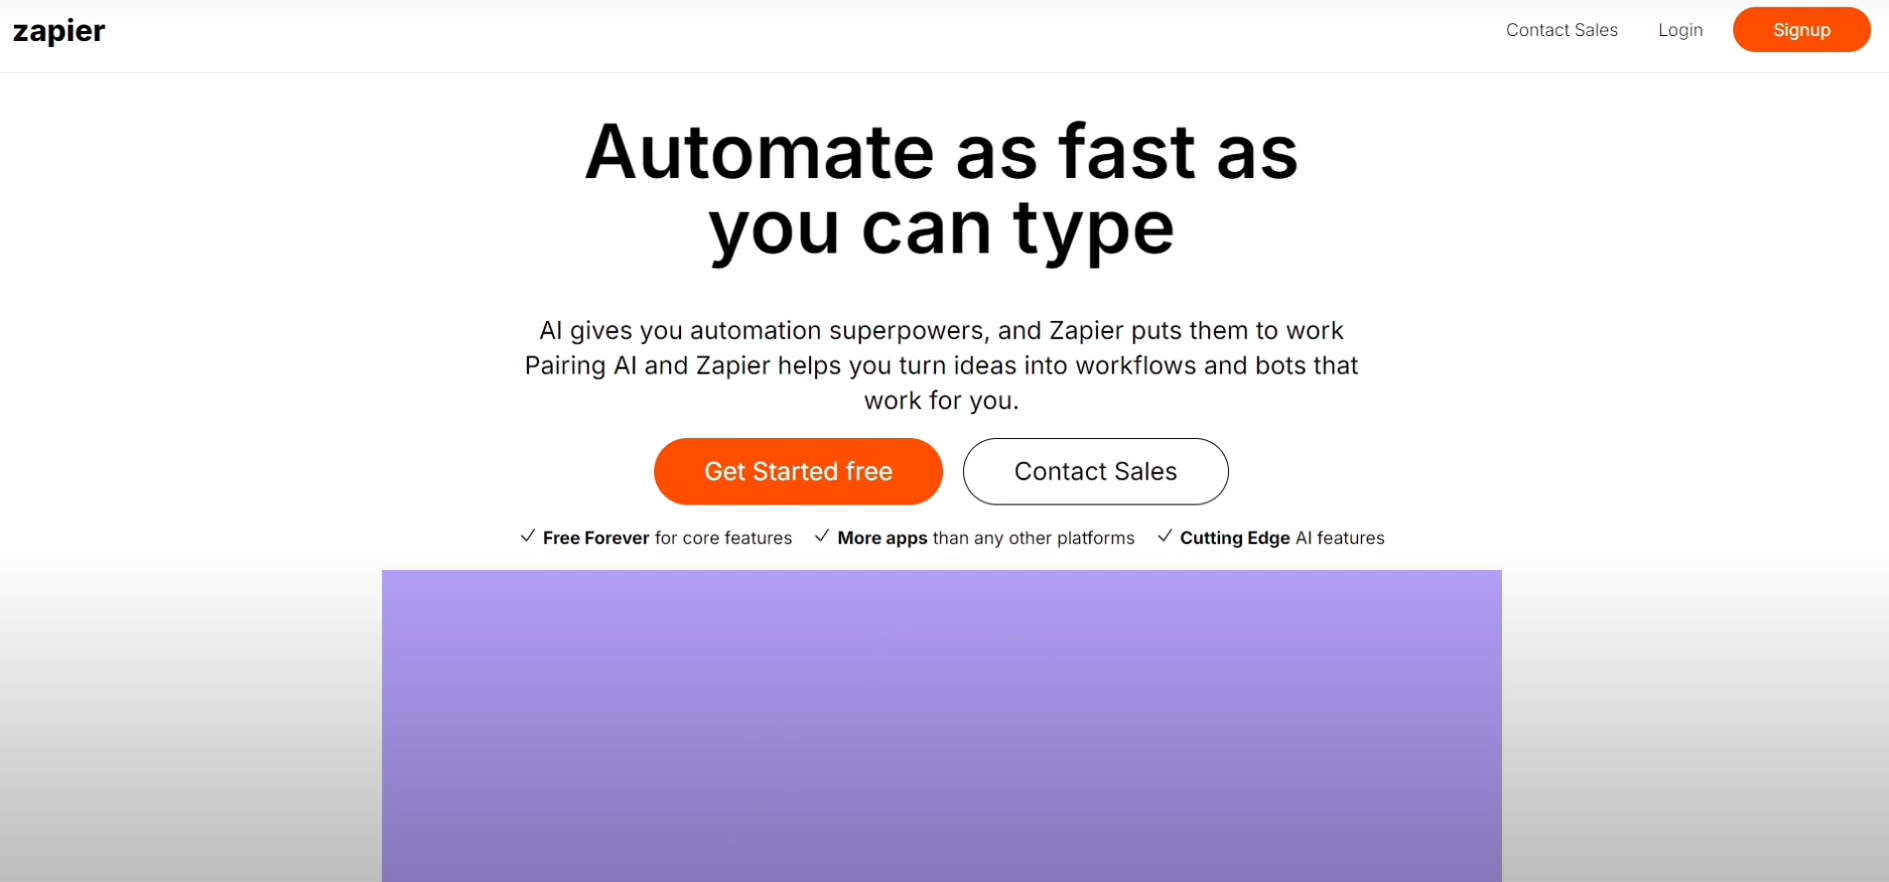 zapier
Contact Sales
Login
Signup
Automate as fast as
you can type
AI gives you automation superpowers, and Zapier puts them to work
Pairing AI and Zapier helps you turn ideas into workflows and bots that
work for you.
Get Started free
Contact Sales
Free Forever for core features
More apps than any other platforms
Cutting Edge AI features